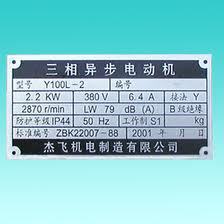 三相异步电动机
型号 Y100L-2 编号
2.2 KW 380 V 6.4 A 接法 Y
2870 r/min LW 79 dB (A) B级绝缘
防护等级IP44 50 Hz 工作制S1 kg
标准编号 ZBK22007-88 2001 年 月 日
杰飞机电制造有限公司